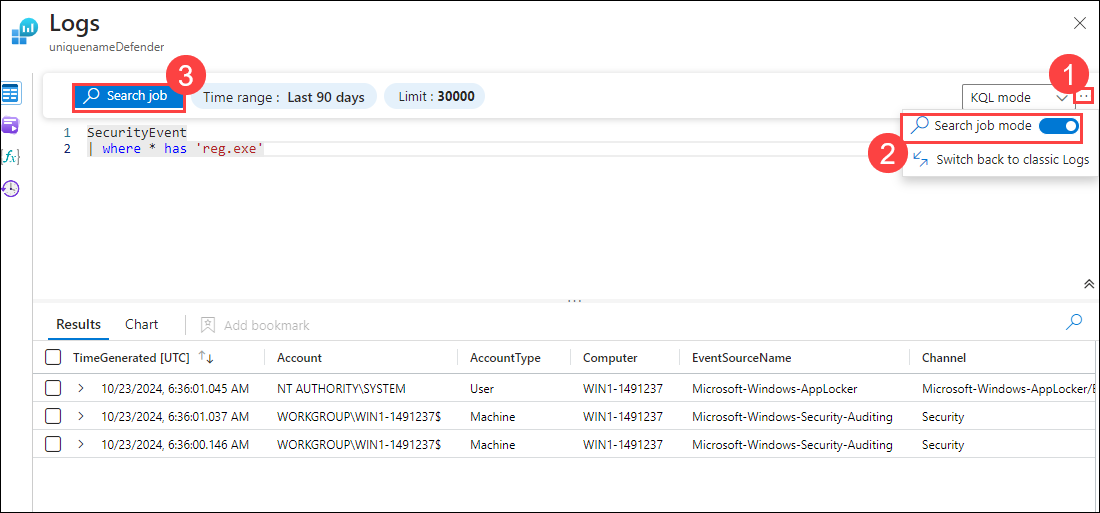 Logs
uniquenameDefender
3
1
Search job
Time range : Last 90 days
Limit : 30000
KQL mode
1 SecurityEvent
2 | where * has 'reg.exe'
Search job mode
2
Switch back to classic Logs
Results Chart Add bookmark
TimeGenerated [UTC] Account AccountType Computer EventSourceName Channel
10/23/2024, 6:36:01.045 AM NT AUTHORITY\SYSTEM User WIN1-1491237 Microsoft-Windows-AppLocker Microsoft-Windows-AppLocker/E
10/23/2024, 6:36:01.037 AM WORKGROUP\WIN1-1491237$ Machine WIN1-1491237 Microsoft-Windows-Security-Auditing Security
10/23/2024, 6:36:00.146 AM WORKGROUP\WIN1-1491237$ Machine WIN1-1491237 Microsoft-Windows-Security-Auditing Security